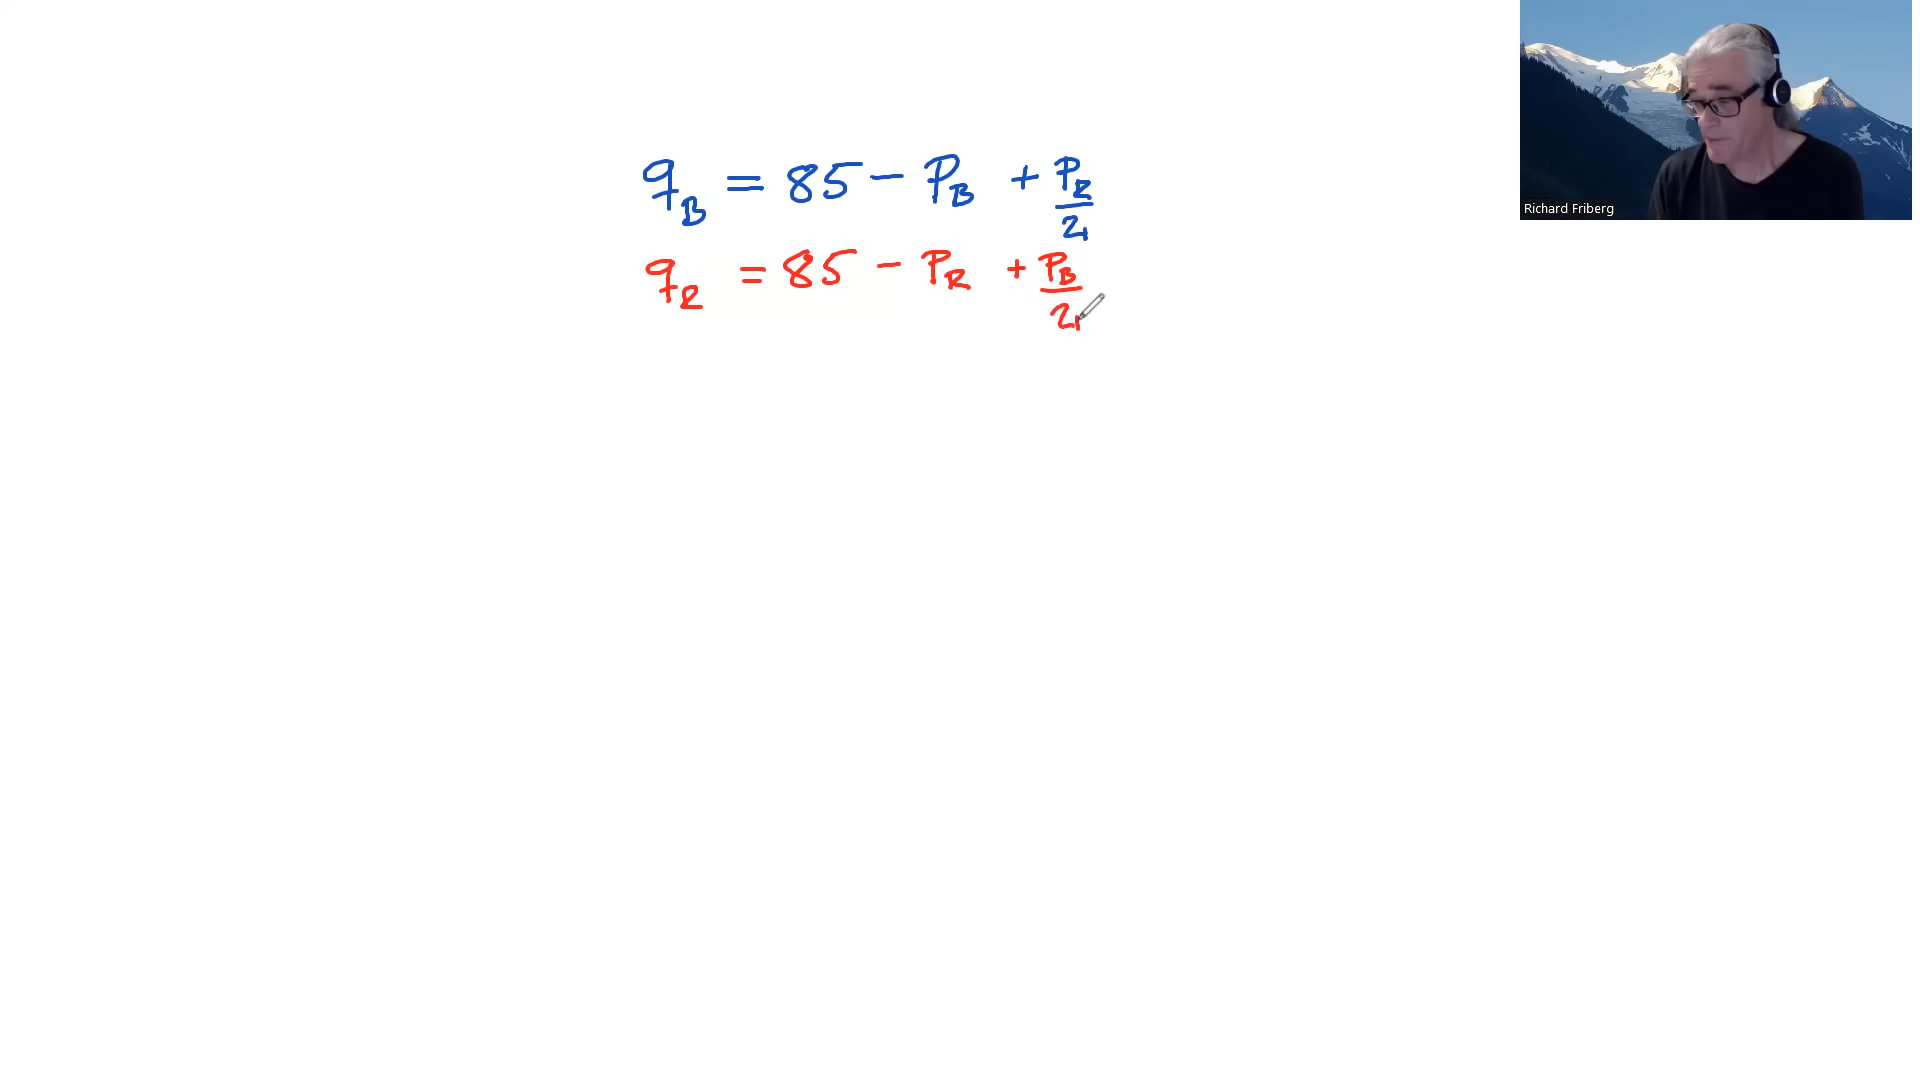 q_B = 85 - P_B + P_R/2
Richard Friberg
q_R = 85 - P_R + P_B/2